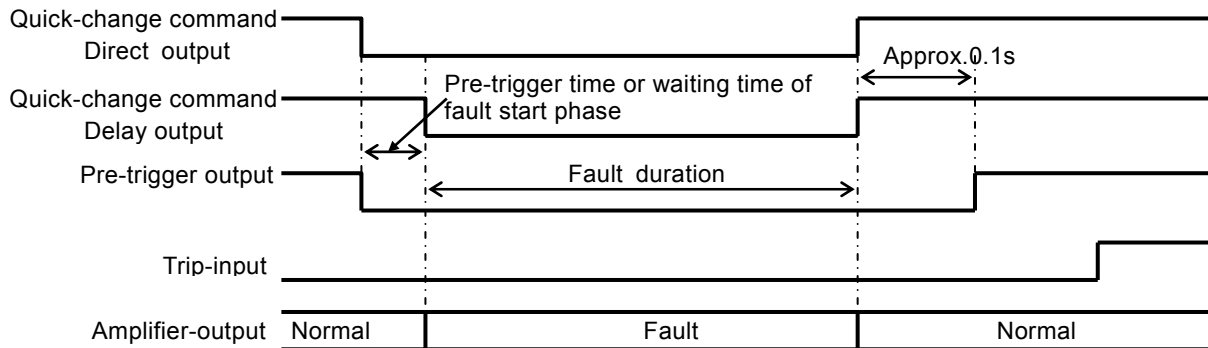 Quick-change command
Direct output
Approx.0.1s
Pre-trigger time or waiting time of
fault start phase
Quick-change command
Delay output
Pre-trigger output
Fault duration
Trip-input
Amplifier-output
Normal
Fault
Normal